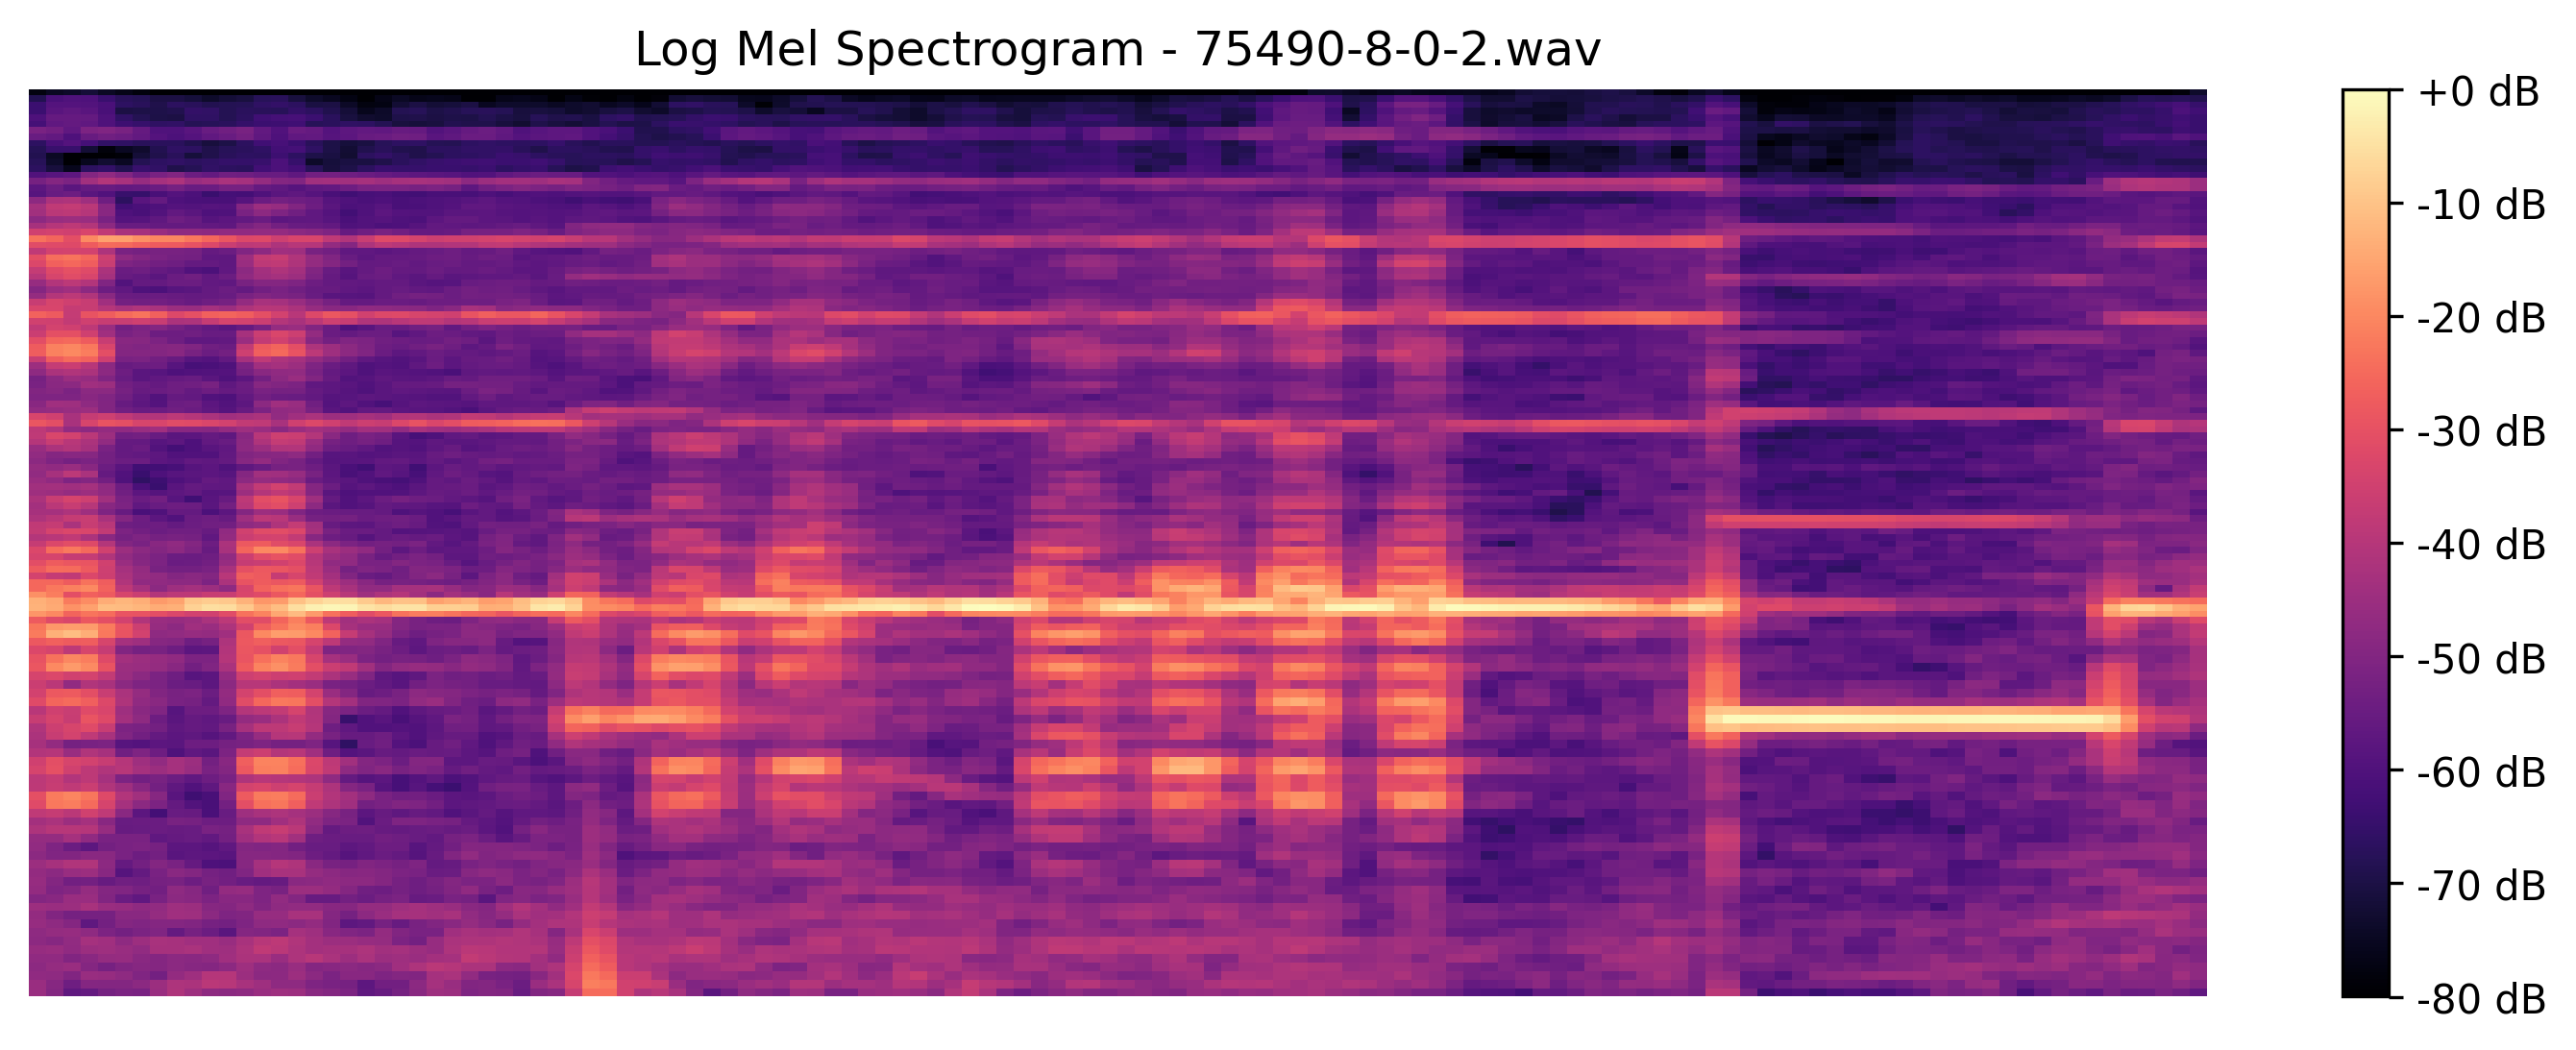 Log Mel Spectrogram - 75490-8-0-2.wav
+0 dB
-10 dB
-20 dB
-30 dB
-40 dB
-50 dB
-60 dB
-70 dB
-80 dB